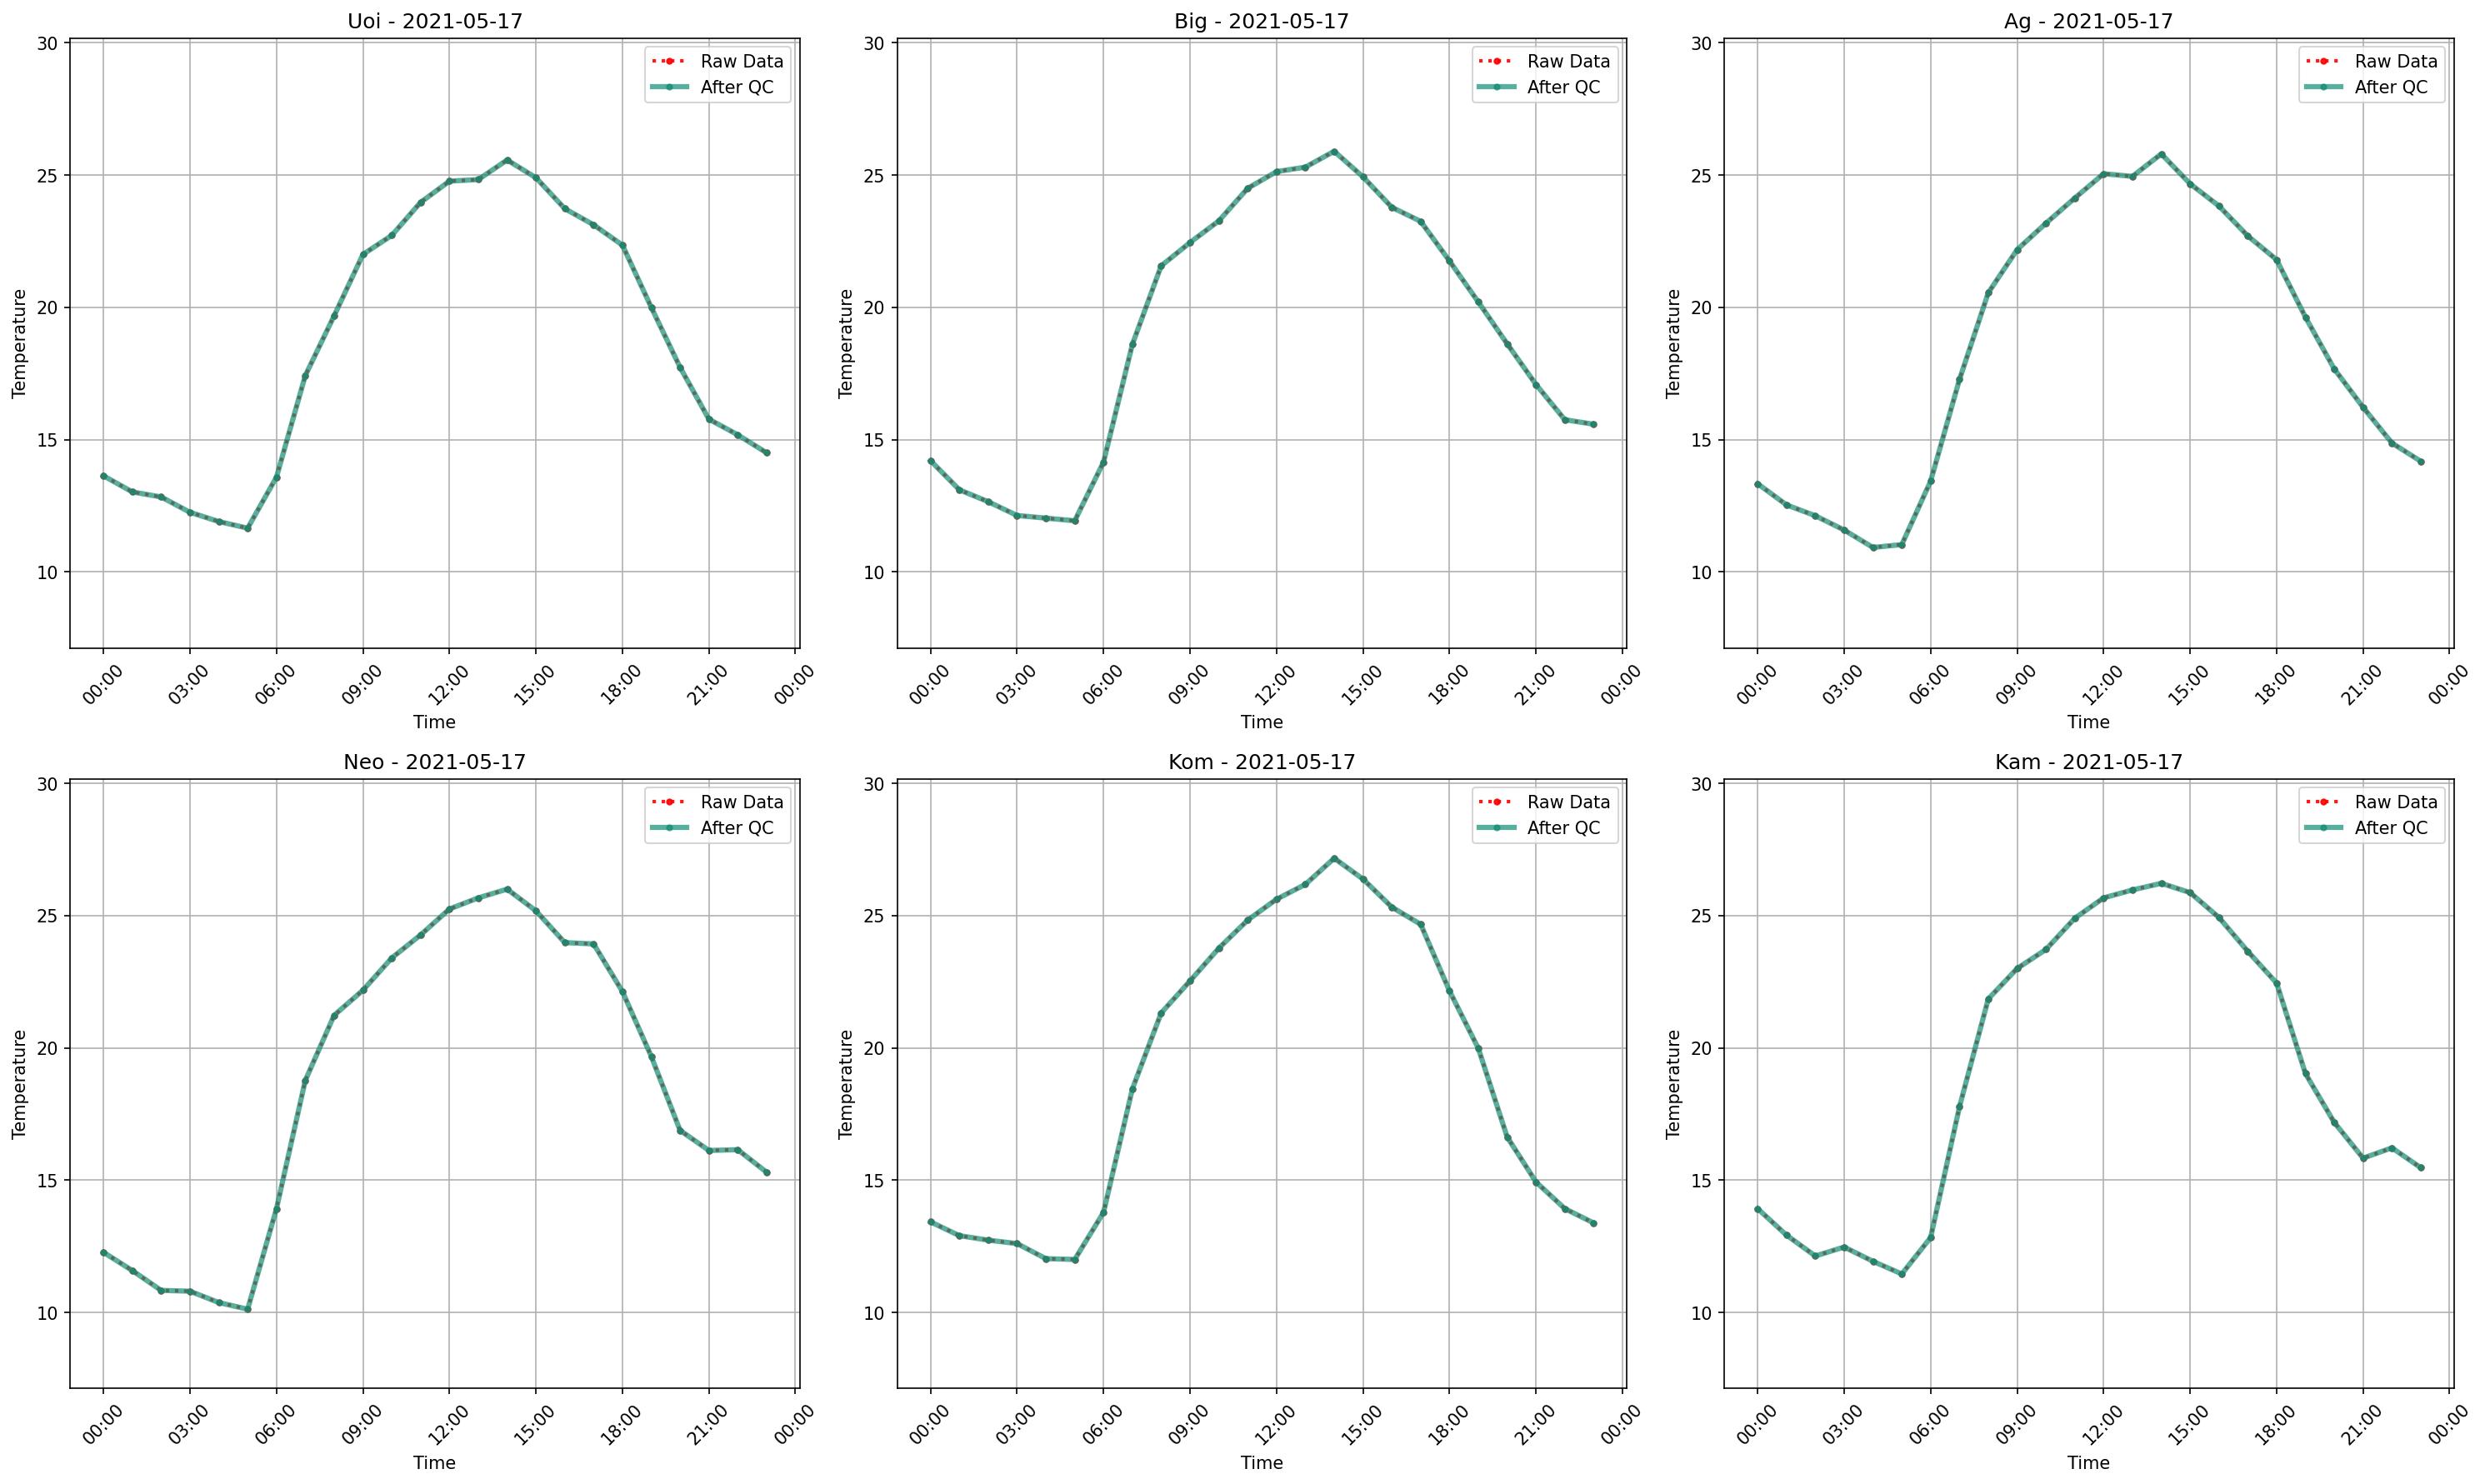 Uoi - 2021-05-17
30
25
20
15
10
Temperature
Raw Data
After QC
00:00
03:00
06:00
09:00
12:00
15:00
18:00
21:00
00:00
Time
Big - 2021-05-17
30
25
20
15
10
Temperature
Raw Data
After QC
00:00
03:00
06:00
09:00
12:00
15:00
18:00
21:00
00:00
Time
Ag - 2021-05-17
30
25
20
15
10
Temperature
Raw Data
After QC
00:00
03:00
06:00
09:00
12:00
15:00
18:00
21:00
00:00
Time
Neo - 2021-05-17
30
25
20
15
10
Temperature
Raw Data
After QC
00:00
03:00
06:00
09:00
12:00
15:00
18:00
21:00
00:00
Time
Kom - 2021-05-17
30
25
20
15
10
Temperature
Raw Data
After QC
00:00
03:00
06:00
09:00
12:00
15:00
18:00
21:00
00:00
Time
Kam - 2021-05-17
30
25
20
15
10
Temperature
Raw Data
After QC
00:00
03:00
06:00
09:00
12:00
15:00
18:00
21:00
00:00
Time